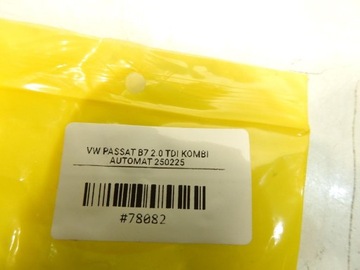 VW PASSAT B7 2.0 TDI KOMBI
AUTOMAT 250225
#78082